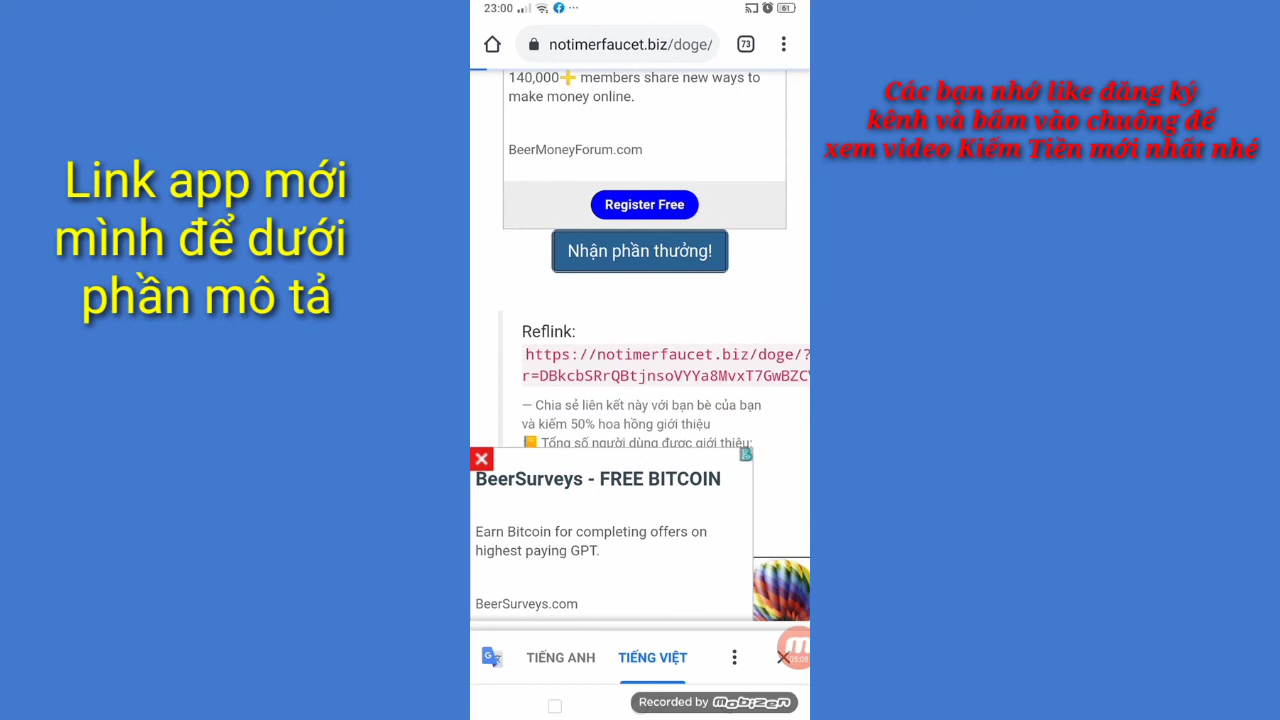 23:00
61
notimerfaucet.biz/doge/
73
140,000➕ members share new ways to
make money online.
BeerMoneyForum.com
Register Free
Nhận phần thưởng!
Reflink:
https://notimerfaucet.biz/doge/?
r=DBkcbSRrQBtjnsoVYYa8MvxT7GwBZC
— Chia sẻ liên kết này với bạn bè của bạn
và kiếm 50% hoa hồng giới thiệu
📒 Tổng số người dùng được giới thiệu:
BeerSurveys - FREE BITCOIN
Earn Bitcoin for completing offers on
highest paying GPT.
BeerSurveys.com
TIẾNG ANH TIẾNG VIỆT
05:08
Recorded by mobizen
Link app mới
mình để dưới
phần mô tả
Các bạn nhớ like đăng ký
kênh và bấm vào chuông để
xem video Kiếm Tiền mới nhất nhé